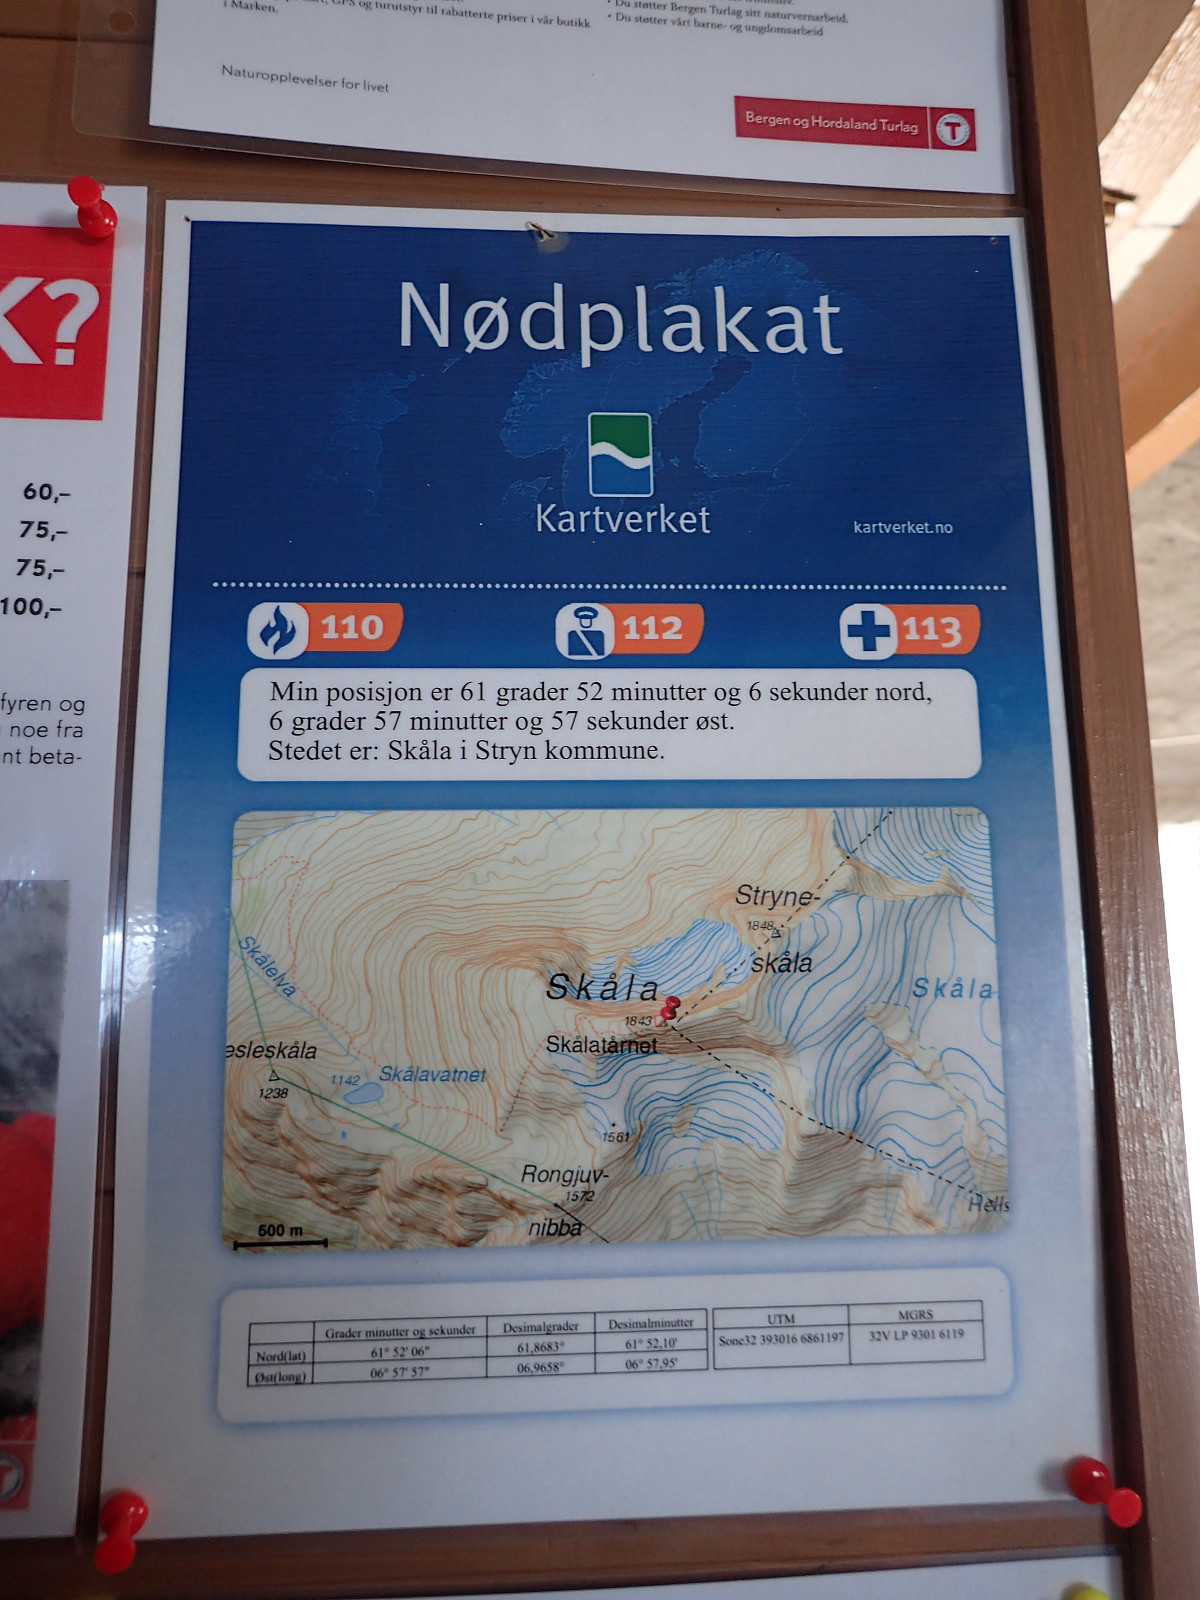 GPS og turutstyr til rabatterte priser i vår butikk
i Marken.
• Du støtter Bergen Turlag sitt naturvernarbeid.
• Du støtter vårt barne- og ungdomsarbeid
Naturopplevelser for livet
Bergen og Hordaland Turlag
T
K?
60,–
75,–
75,–
100,–
fyren og
noe fra
nt beta-
Nødplakat
Kartverket
kartverket.no
110
112
113
Min posisjon er 61 grader 52 minutter og 6 sekunder nord,
6 grader 57 minutter og 57 sekunder øst.
Stedet er: Skåla i Stryn kommune.
Stryne-
1848
skåla
Skåla
Skåla
1843
Skålatårnet
Skålelva
esleskåla
1238
1142
Skålavatnet
1561
Rongjuv-
1572
nibba
Hells
500 m
Grader minutter og sekunder Desimalgrader Desimalminutter UTM MGRS
Nord(lat) 61° 52' 06" 61,8683° 61° 52,10' Sone32 393016 6861197 32V LP 9301 6119
Øst(long) 06° 57' 57" 06,9658° 06° 57,95'